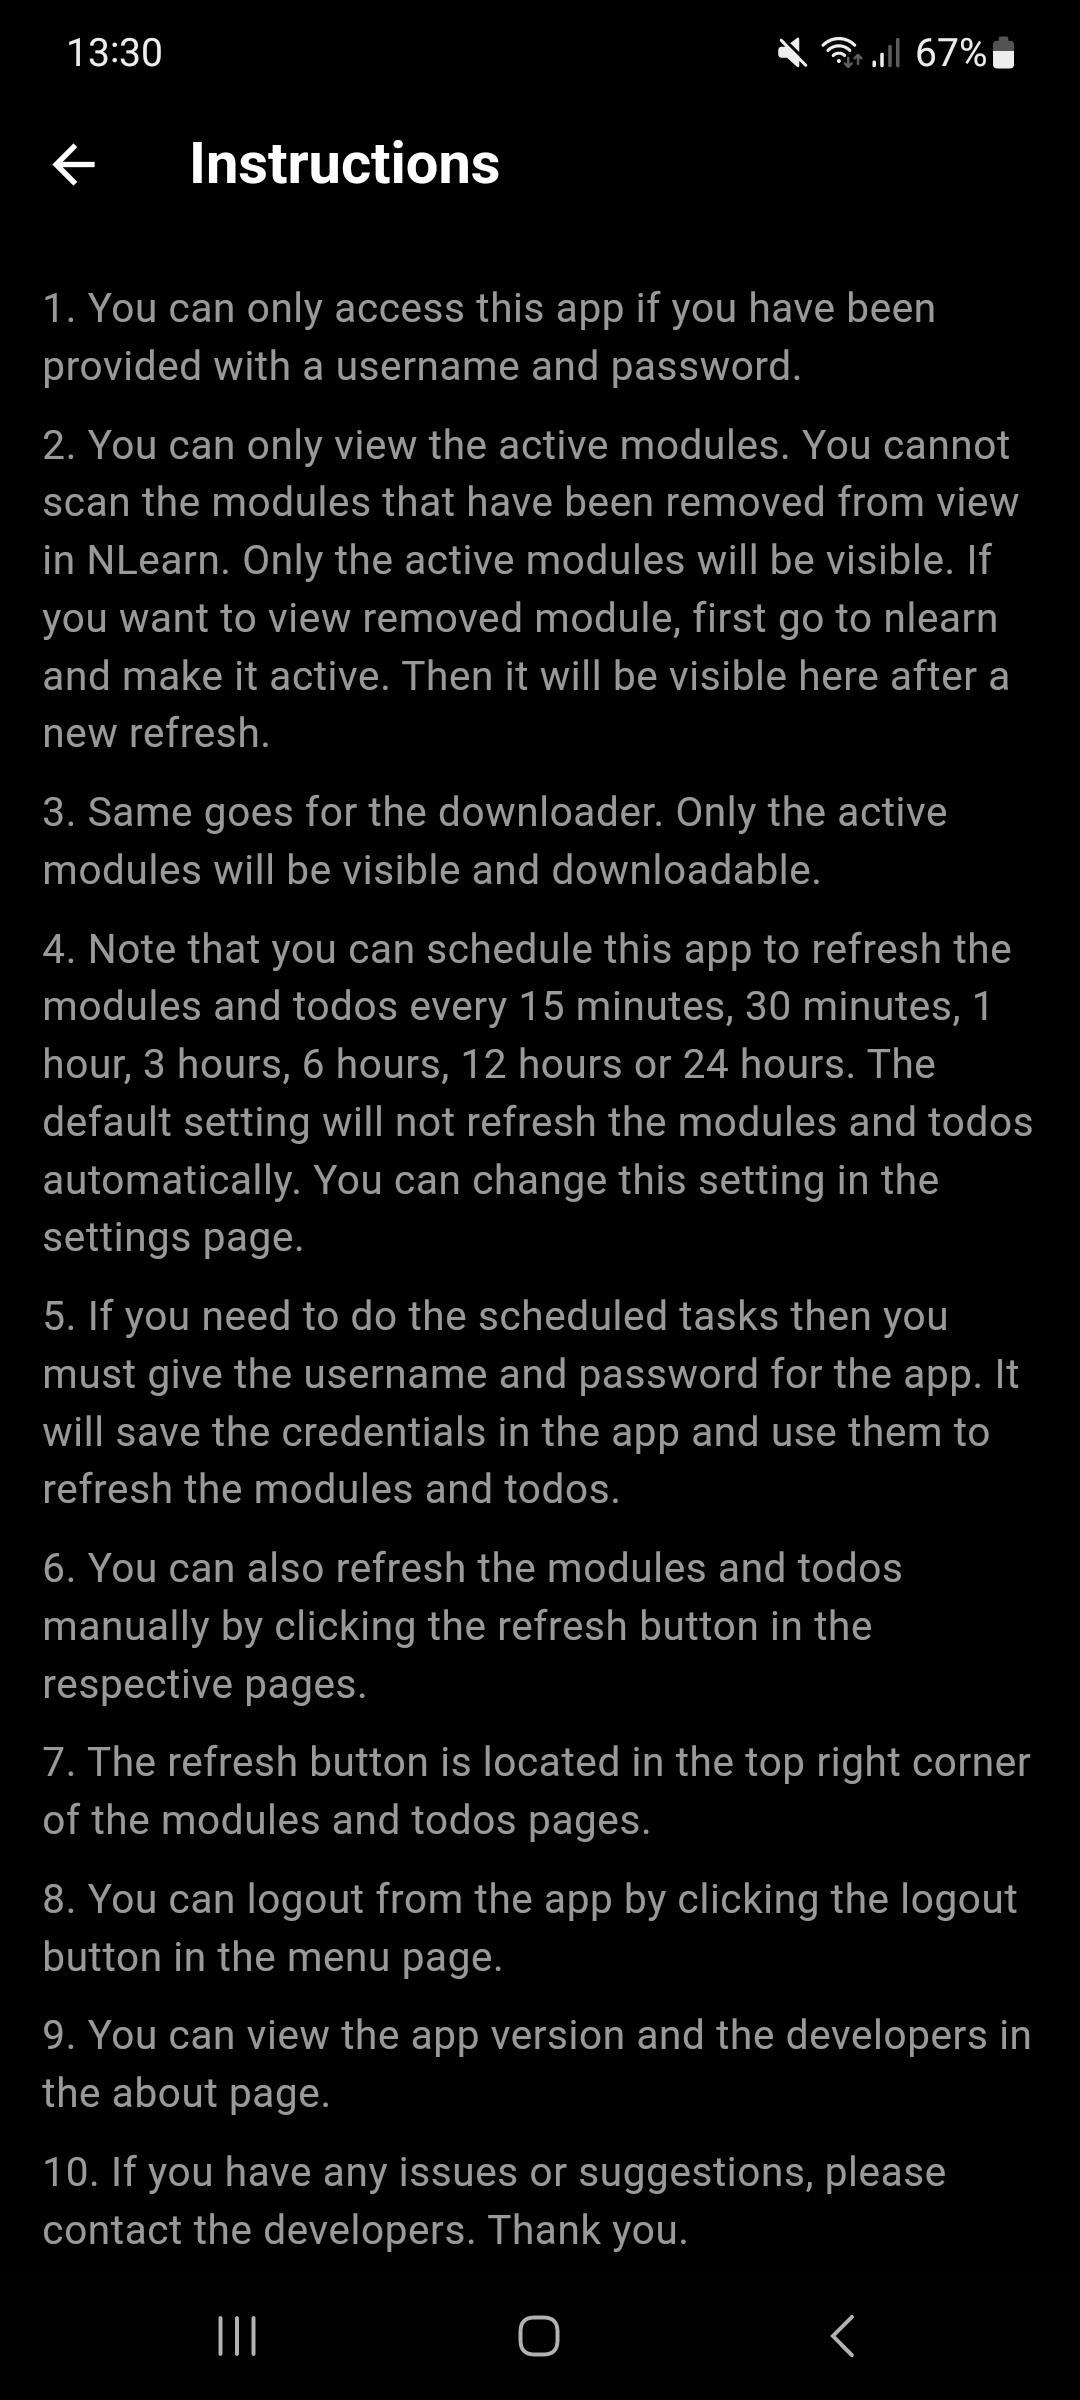 13:30
67%
Instructions
1. You can only access this app if you have been
provided with a username and password.
2. You can only view the active modules. You cannot
scan the modules that have been removed from view
in NLearn. Only the active modules will be visible. If
you want to view removed module, first go to nlearn
and make it active. Then it will be visible here after a
new refresh.
3. Same goes for the downloader. Only the active
modules will be visible and downloadable.
4. Note that you can schedule this app to refresh the
modules and todos every 15 minutes, 30 minutes, 1
hour, 3 hours, 6 hours, 12 hours or 24 hours. The
default setting will not refresh the modules and todos
automatically. You can change this setting in the
settings page.
5. If you need to do the scheduled tasks then you
must give the username and password for the app. It
will save the credentials in the app and use them to
refresh the modules and todos.
6. You can also refresh the modules and todos
manually by clicking the refresh button in the
respective pages.
7. The refresh button is located in the top right corner
of the modules and todos pages.
8. You can logout from the app by clicking the logout
button in the menu page.
9. You can view the app version and the developers in
the about page.
10. If you have any issues or suggestions, please
contact the developers. Thank you.